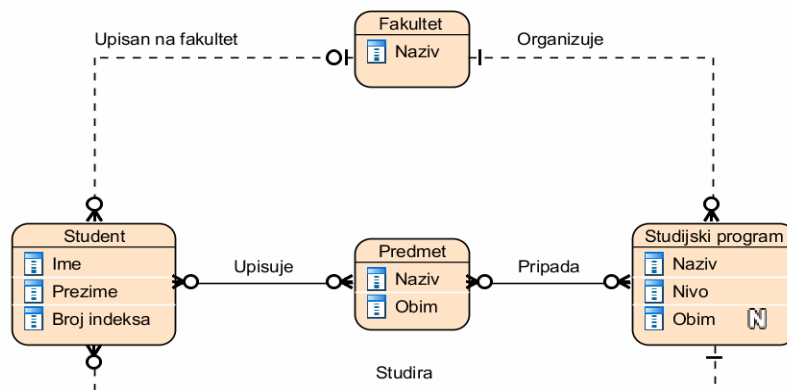 Fakultet
Upisan na fakultet
Organizuje
Naziv
Student
Ime
Prezime
Broj indeksa
Upisuje
Predmet
Naziv
Obim
Pripada
Studijski program
Naziv
Nivo
Obim N
Studira